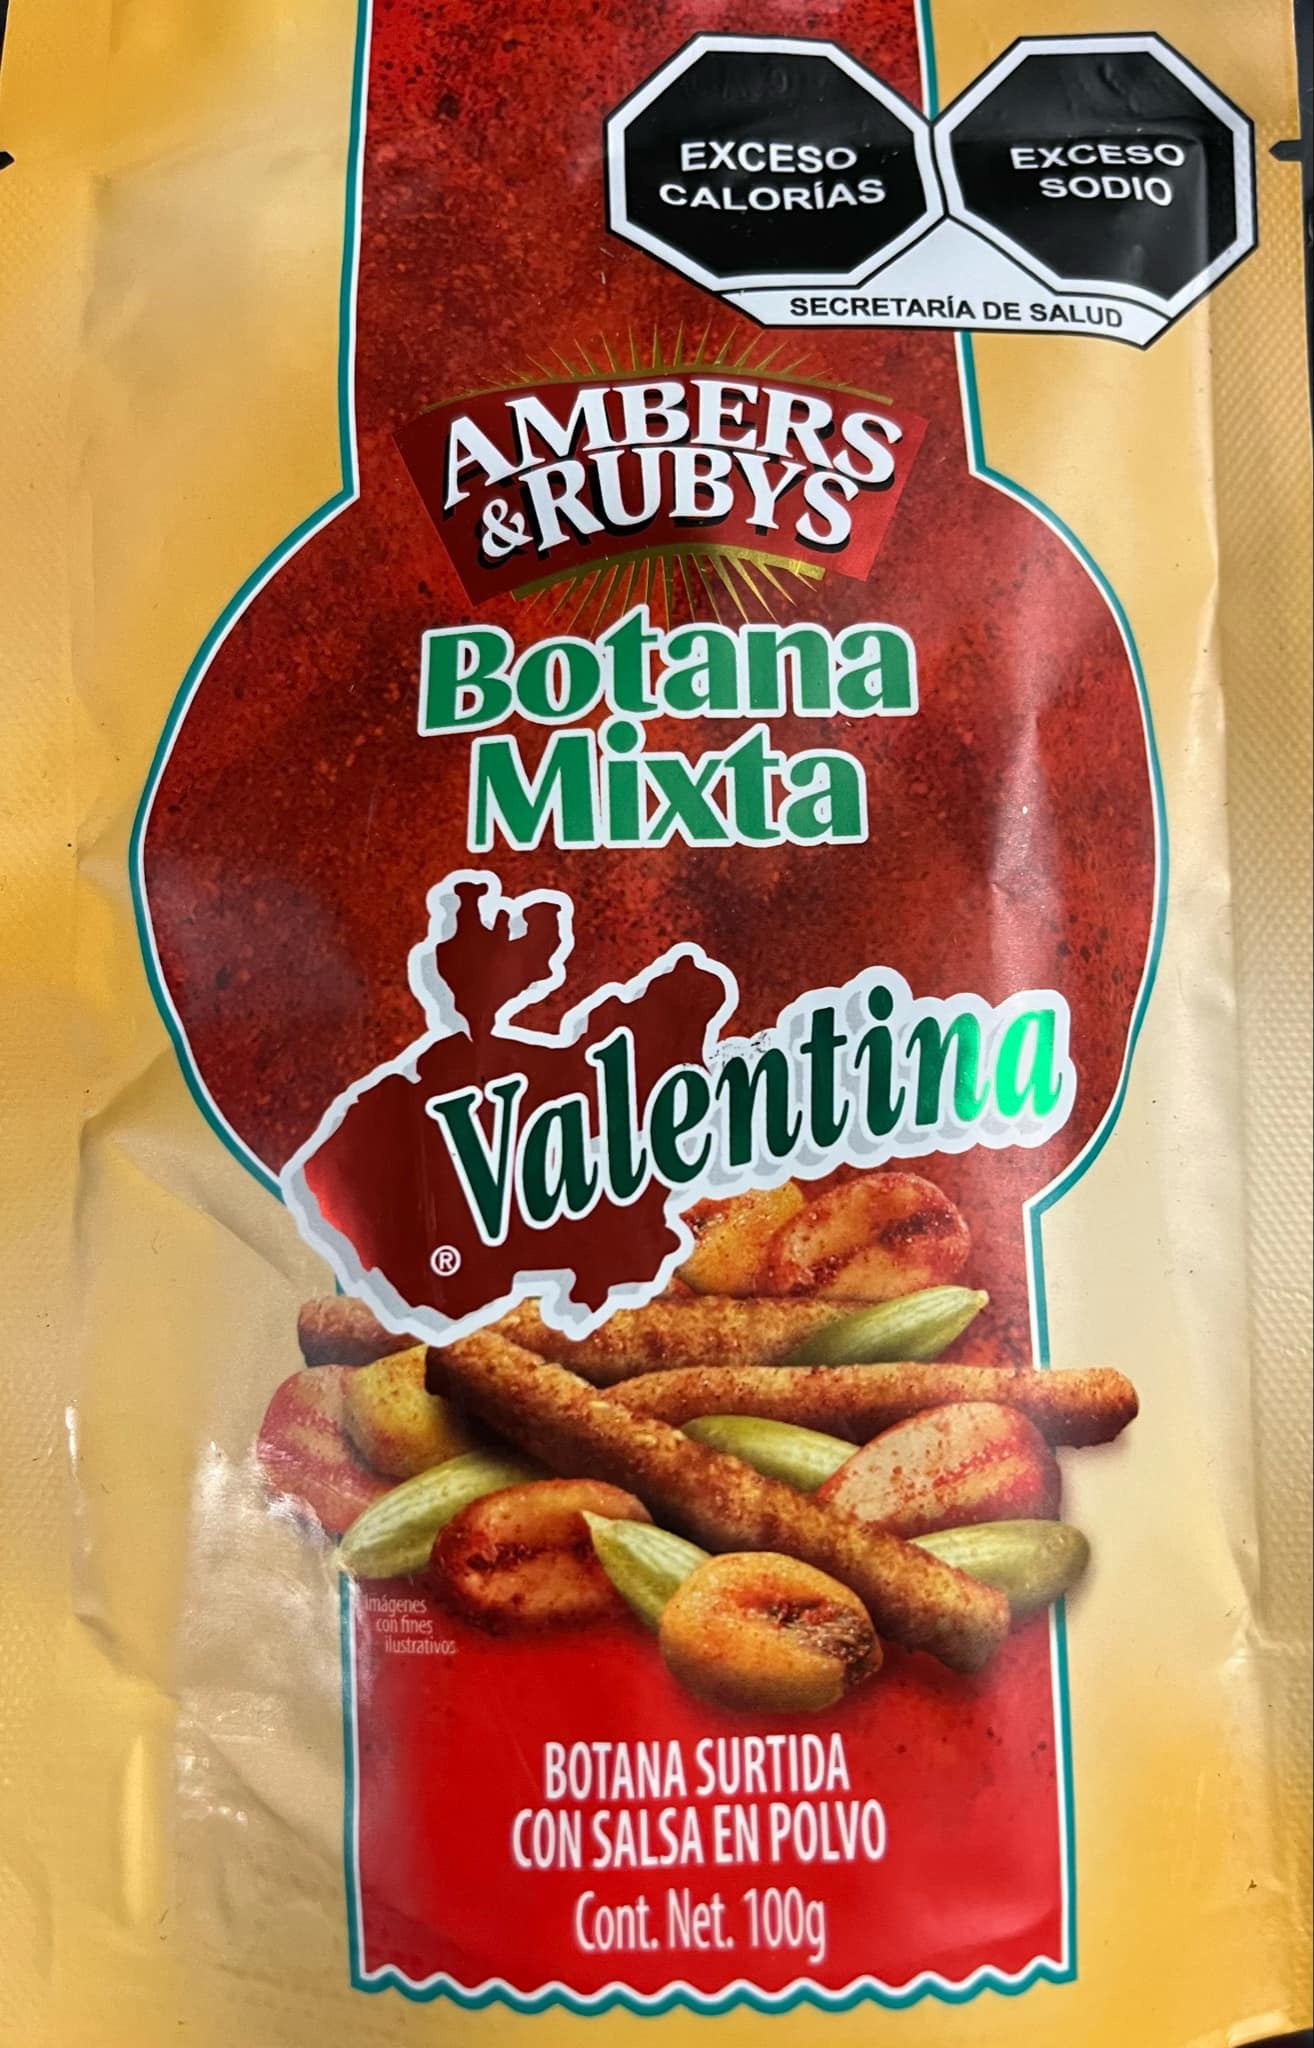 EXCESO
CALORÍAS
EXCESO
SODIO
SECRETARÍA DE SALUD
AMBERS
&RUBYS
Botana
Mixta
Valentina
®
imágenes
con fines
ilustrativos
BOTANA SURTIDA
CON SALSA EN POLVO
Cont. Net. 100g